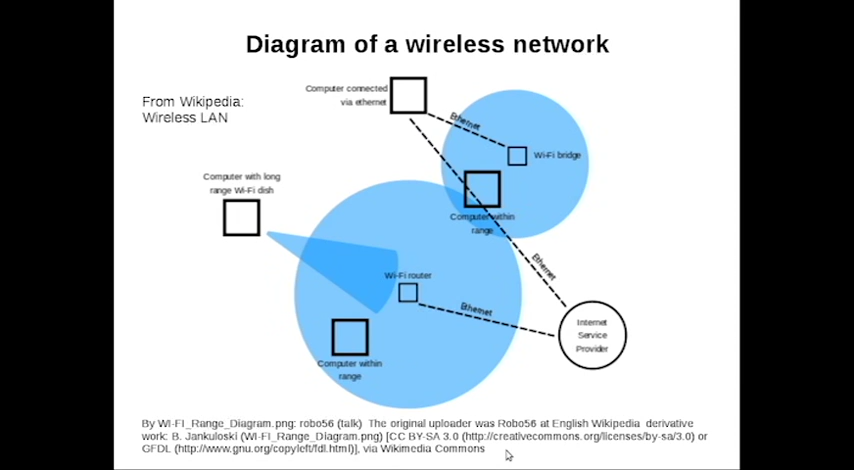 Diagram of a wireless network
From Wikipedia:
Wireless LAN
Computer connected
via ethernet
Ethernet
Wi-Fi bridge
Computer with long
range Wi-Fi dish
Computer within
range
Ethernet
Wi-Fi router
Ethernet
Internet
Service
Provider
Computer within
range
By WI-FI_Range_Diagram.png: robo56 (talk) The original uploader was Robo56 at English Wikipedia derivative
work: B. Jankuloski (WI-FI_Range_Diagram.png) [CC BY-SA 3.0 (http://creativecommons.org/licenses/by-sa/3.0) or
GFDL (http://www.gnu.org/copyleft/fdl.html)], via Wikimedia Commons